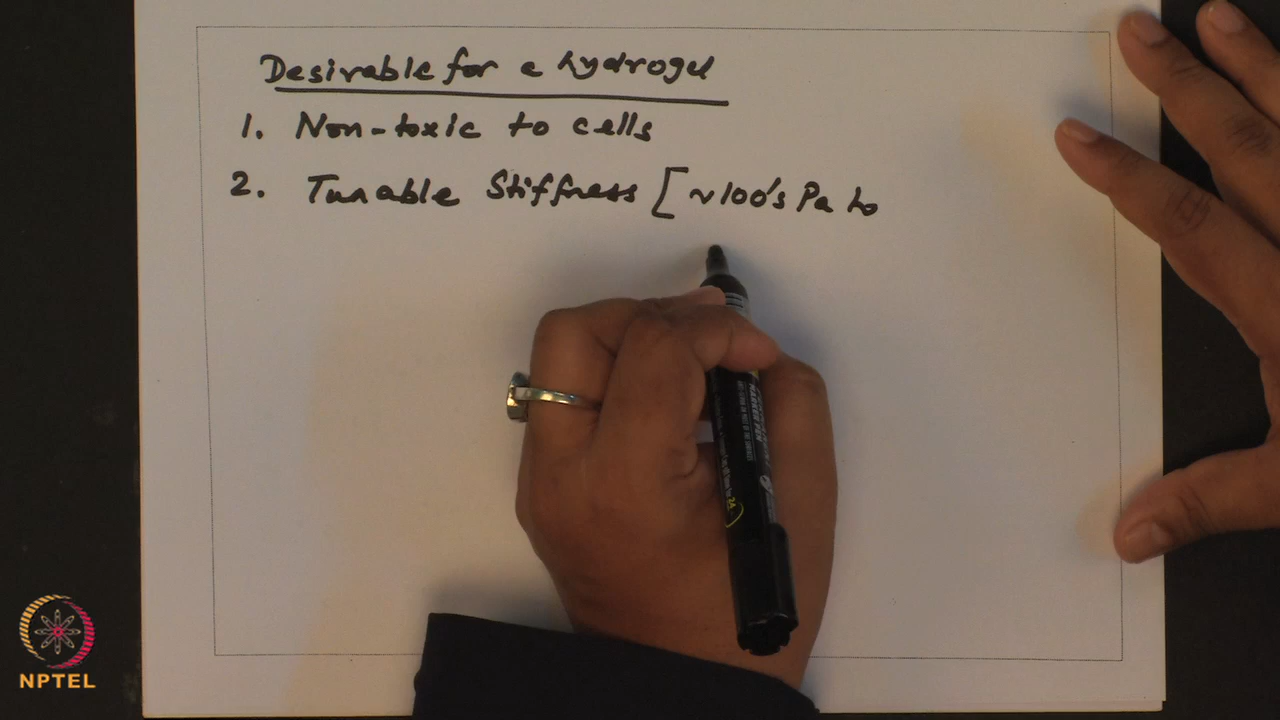 Desirable for a hydrogel
1. Non-toxic to cells
2. Tunable Stiffness [~100's Pa to
NPTEL